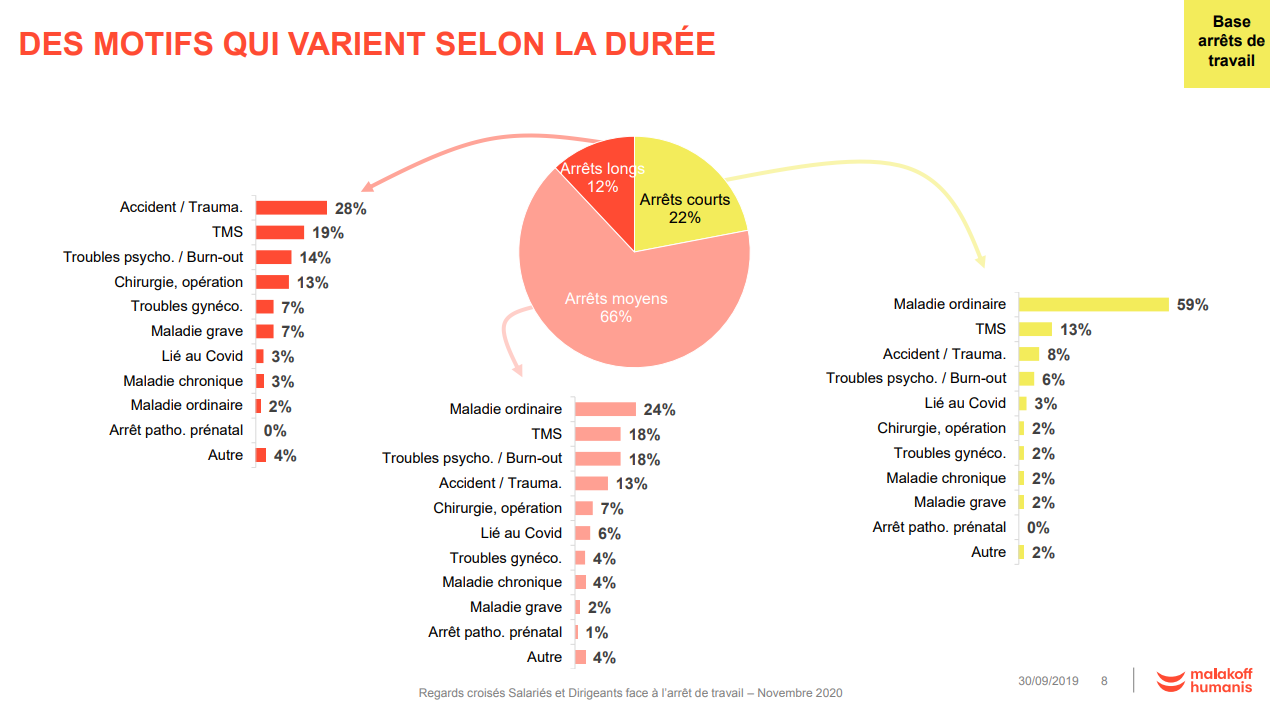 DES MOTIFS QUI VARIENT SELON LA DURÉE
Base
arrêts de
travail
Arrêts longs
12%
Arrêts courts
22%
Arrêts moyens
66%
Accident / Trauma. 28%
TMS 19%
Troubles psycho. / Burn-out 14%
Chirurgie, opération 13%
Troubles gynéco. 7%
Maladie grave 7%
Lié au Covid 3%
Maladie chronique 3%
Maladie ordinaire 2%
Arrêt patho. prénatal 0%
Autre 4%
Maladie ordinaire 24%
TMS 18%
Troubles psycho. / Burn-out 18%
Accident / Trauma. 13%
Chirurgie, opération 7%
Lié au Covid 6%
Troubles gynéco. 4%
Maladie chronique 4%
Maladie grave 2%
Arrêt patho. prénatal 1%
Autre 4%
Maladie ordinaire 59%
TMS 13%
Accident / Trauma. 8%
Troubles psycho. / Burn-out 6%
Lié au Covid 3%
Chirurgie, opération 2%
Troubles gynéco. 2%
Maladie chronique 2%
Maladie grave 2%
Arrêt patho. prénatal 0%
Autre 2%
Regards croisés Salariés et Dirigeants face à l'arrêt de travail – Novembre 2020
30/09/2019 8
malakoff
humanis